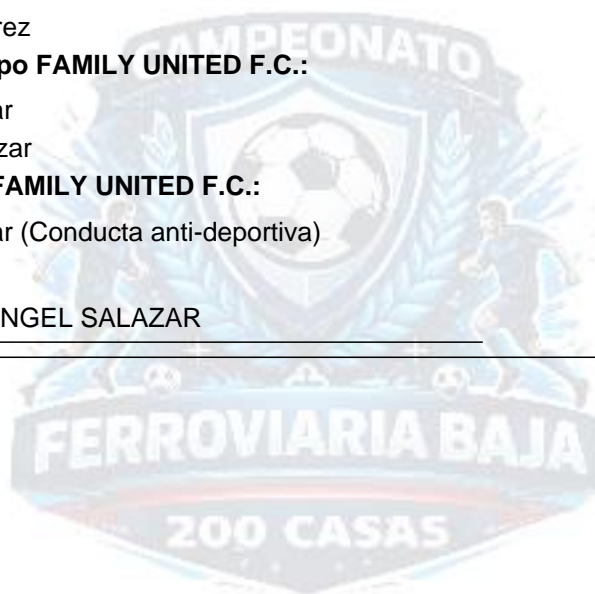 rez
CAMPEONATO
po FAMILY UNITED F.C.:
ar
zar
FAMILY UNITED F.C.:
ar (Conducta anti-deportiva)
NGEL SALAZAR
FERROVIARIA BAJA
200 CASAS